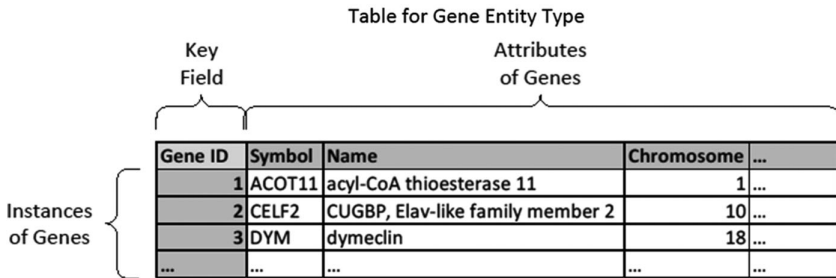 Table for Gene Entity Type
Key
Field
Attributes
of Genes
Gene ID Symbol Name Chromosome ...
1 ACOT11 acyl-CoA thioesterase 11 1 ...
2 CELF2 CUGBP, Elav-like family member 2 10 ...
3 DYM dymeclin 18 ...
... ... ... ... ...
Instances
of Genes